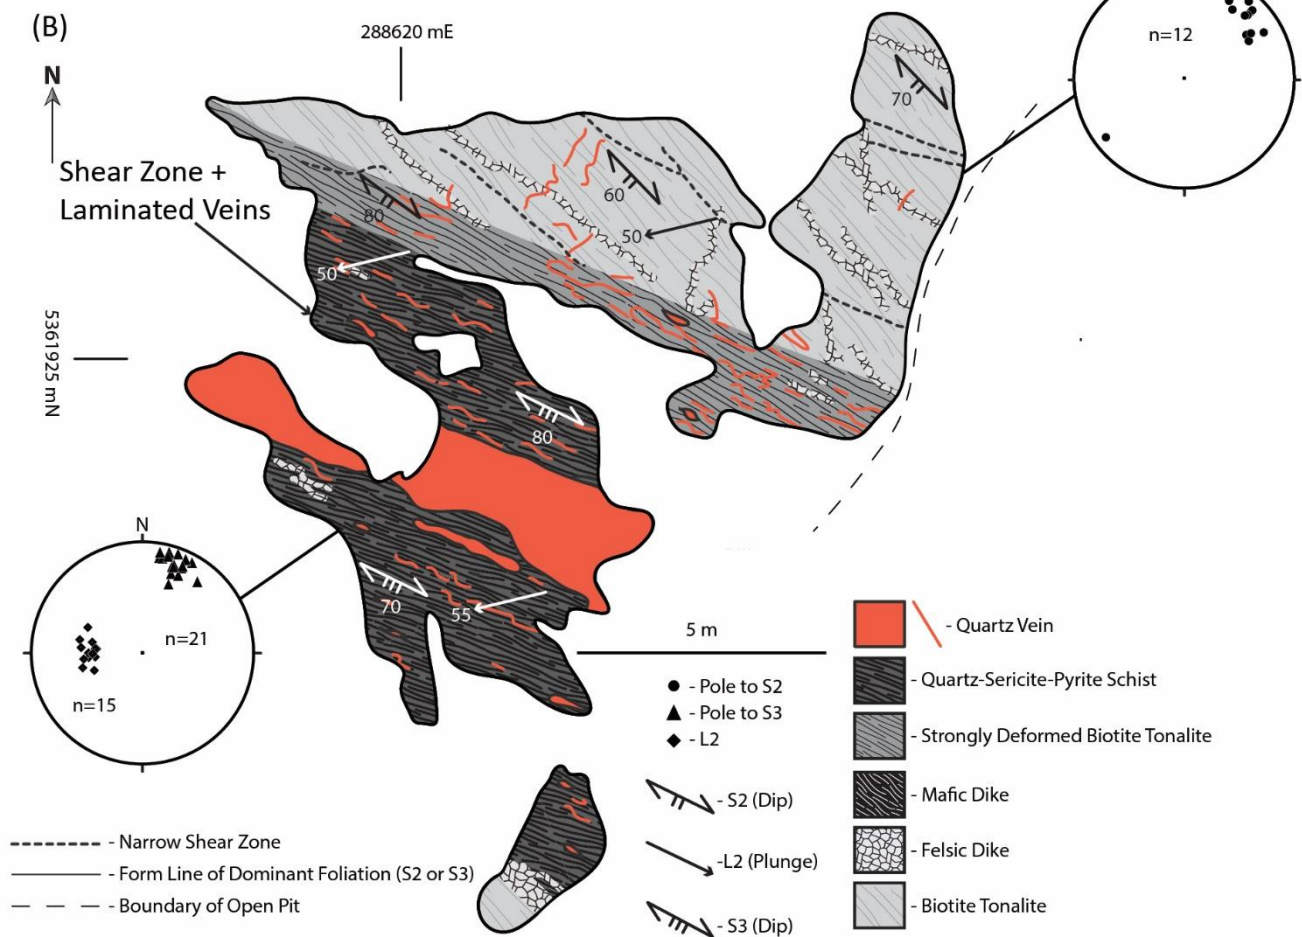 (B)
288620 mE
N
n=12
70
Shear Zone +
Laminated Veins
60
80
50
50
5361925 mN
80
N
n=21
n=15
70
55
5 m
- Quartz Vein
- Quartz-Sericite-Pyrite Schist
- Strongly Deformed Biotite Tonalite
- Mafic Dike
- Felsic Dike
- Biotite Tonalite
- Pole to S2
- Pole to S3
- L2
- S2 (Dip)
-L2 (Plunge)
- S3 (Dip)
- Narrow Shear Zone
- Form Line of Dominant Foliation (S2 or S3)
- Boundary of Open Pit